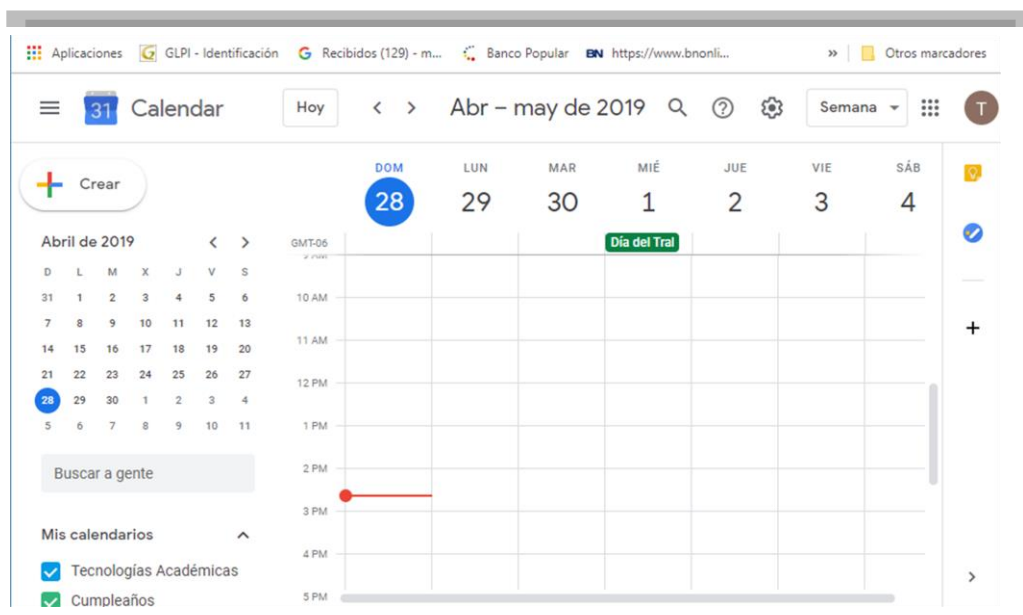 Aplicaciones GLPI - Identificación Recibidos (129) - m... Banco Popular BN https://www.bnonli... » Otros marcadores
31 Calendar Hoy < > Abr – may de 2019 Semana T
Crear
DOM LUN MAR MIÉ JUE VIE SÁB
28 29 30 1 2 3 4
Abril de 2019 < >
GMT-06 Día del Tral
D L M X J V S
31 1 2 3 4 5 6
7 8 9 10 11 12 13
14 15 16 17 18 19 20
21 22 23 24 25 26 27
28 29 30 1 2 3 4
5 6 7 8 9 10 11
10 AM
11 AM
12 PM
1 PM
2 PM
3 PM
4 PM
5 PM
Buscar a gente
Mis calendarios
Tecnologías Académicas
Cumpleaños